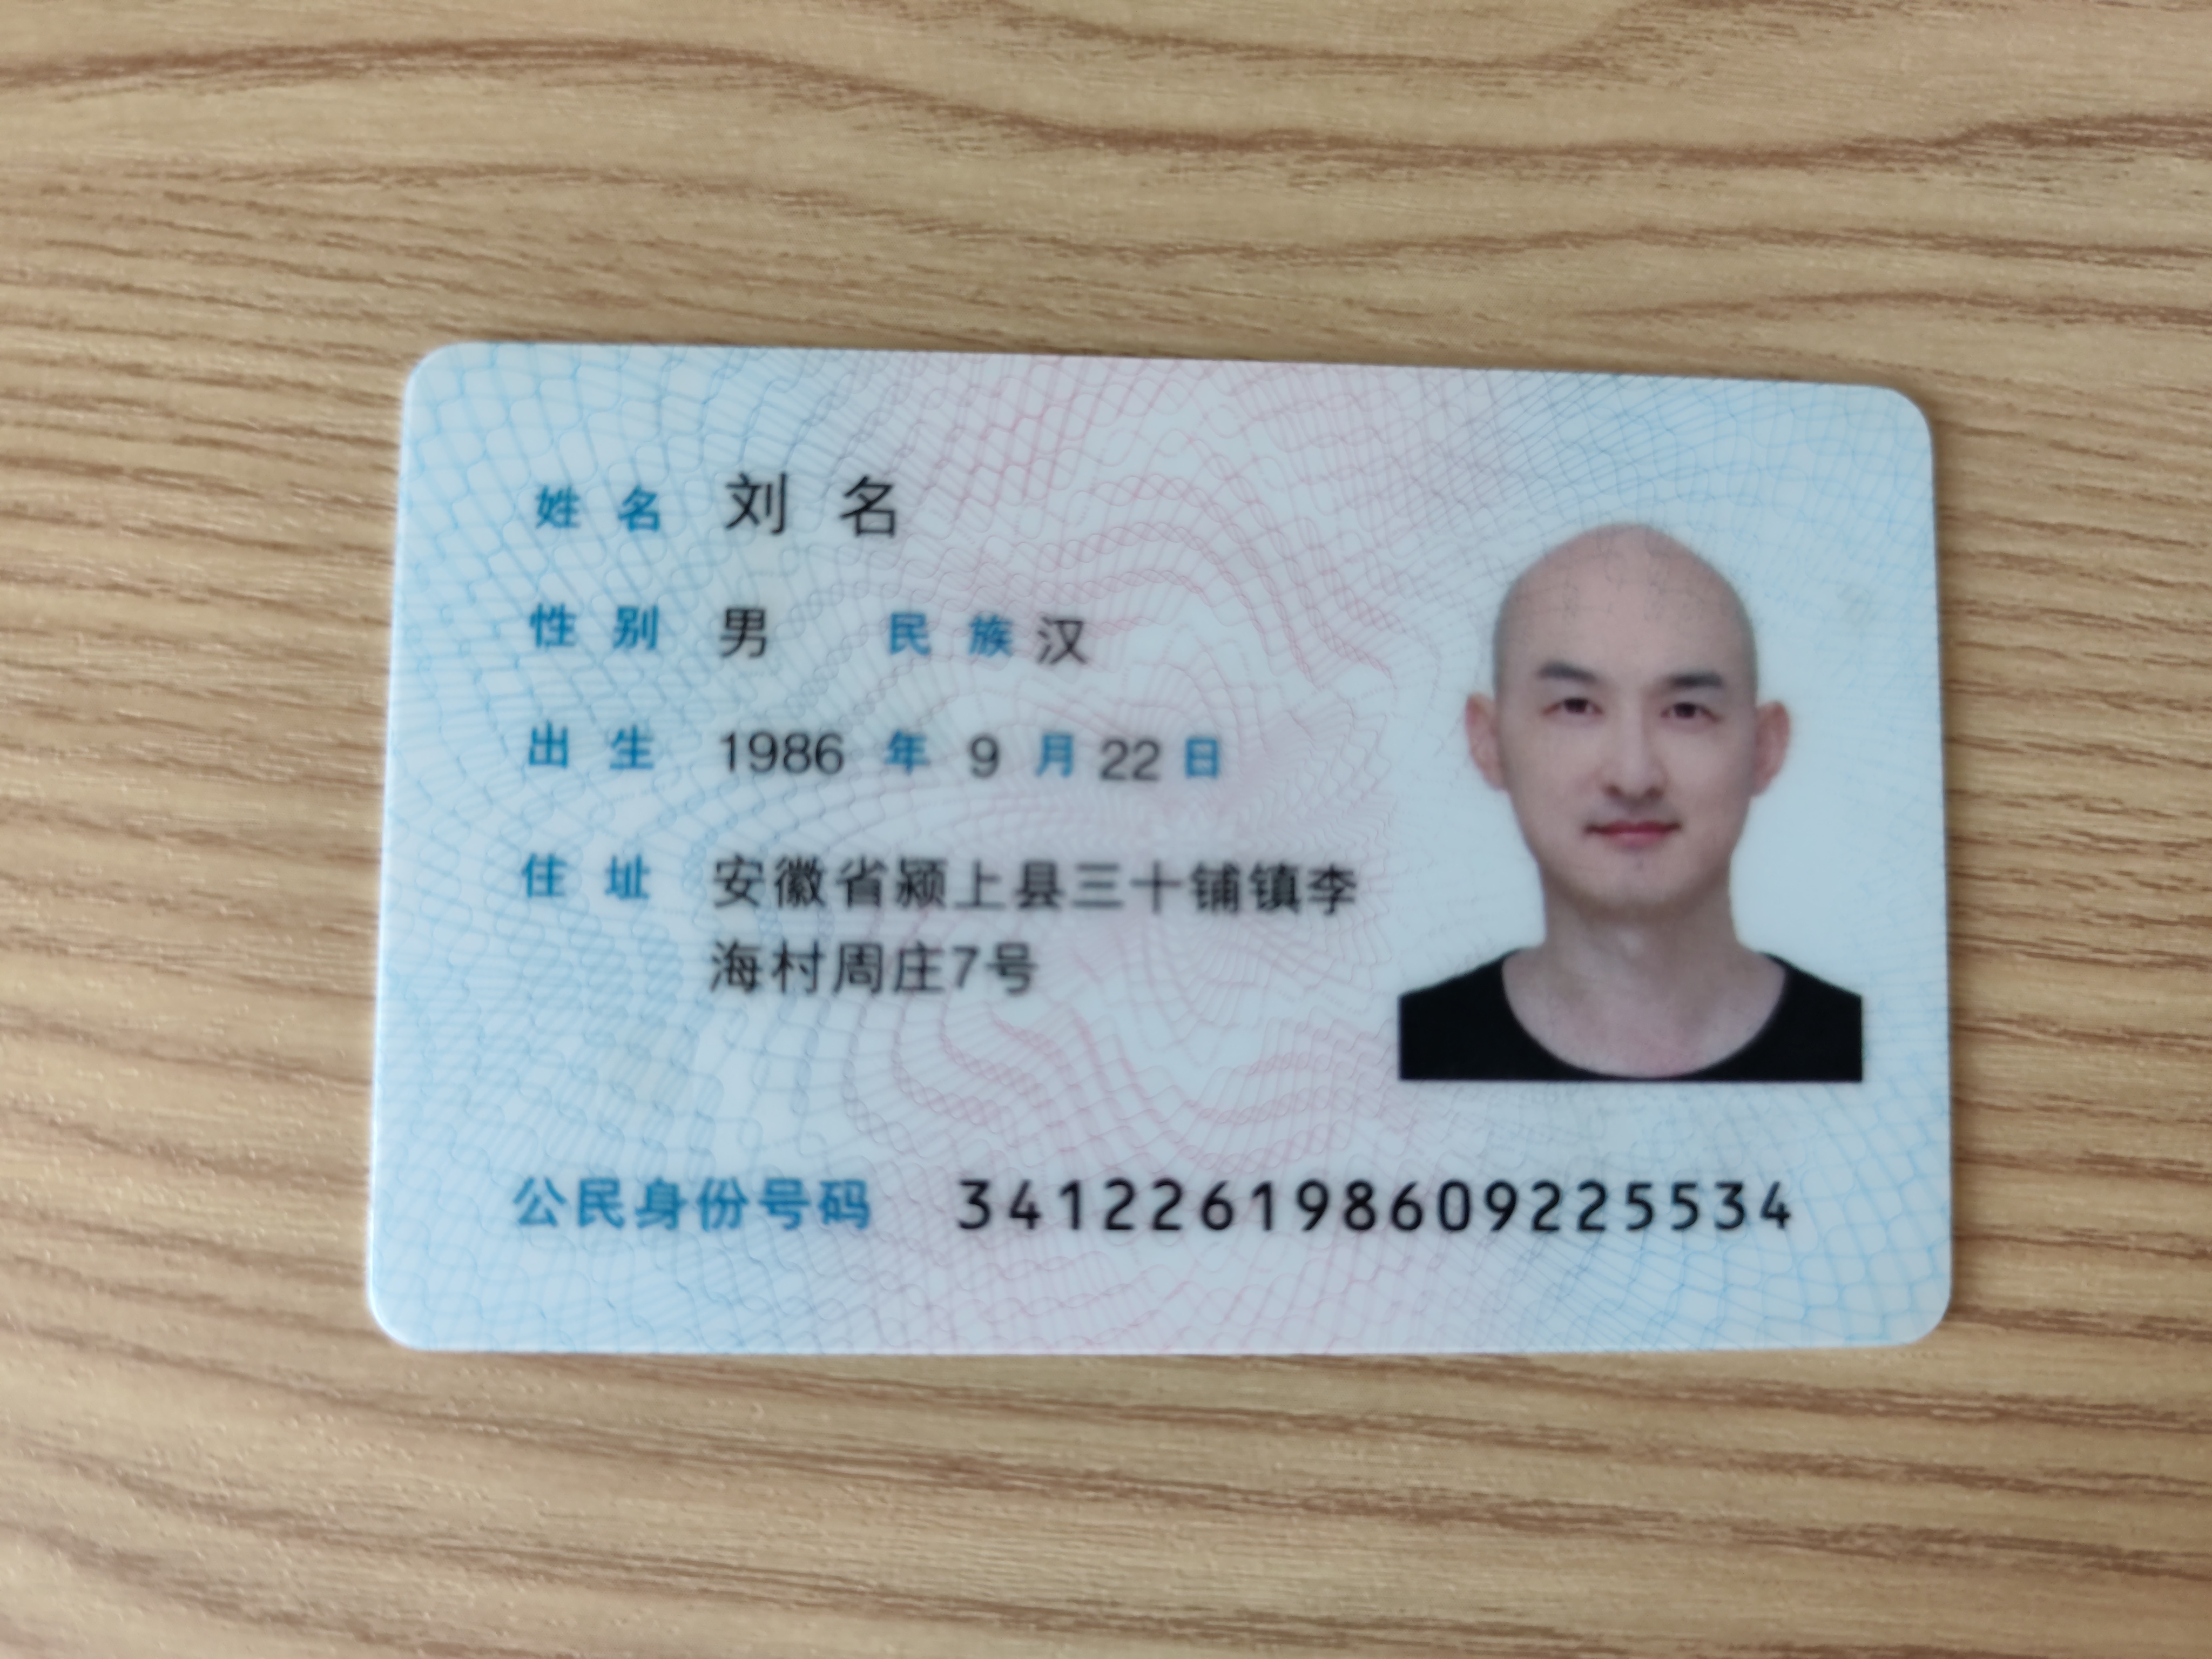 姓名 刘名
性别 男 民族 汉
出生 1986 年 9 月 22 日
住址 安徽省颍上县三十铺镇李
海村周庄7号
公民身份号码 341226198609225534